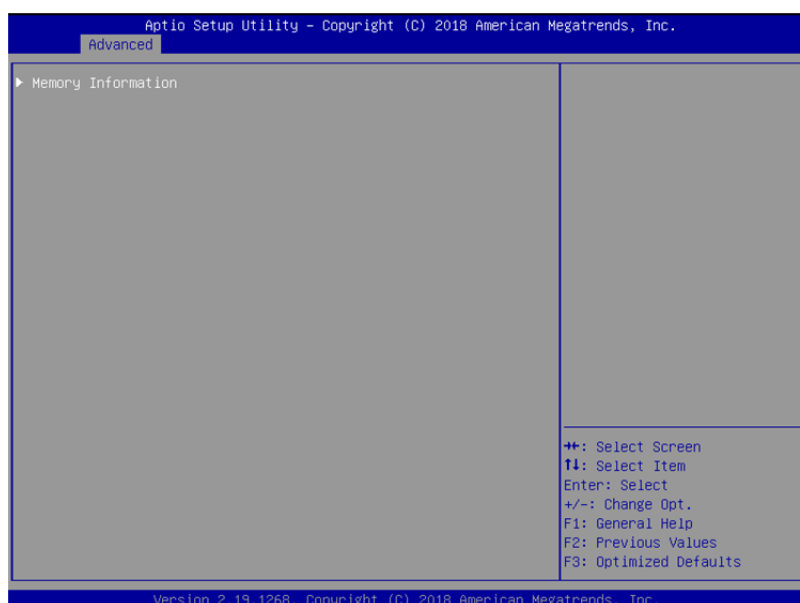 Aptio Setup Utility – Copyright (C) 2018 American Megatrends, Inc.
Advanced
Memory Information
→←: Select Screen
↑↓: Select Item
Enter: Select
+/-: Change Opt.
F1: General Help
F2: Previous Values
F3: Optimized Defaults
Version 2.19.1268. Copyright (C) 2018 American Megatrends, Inc.